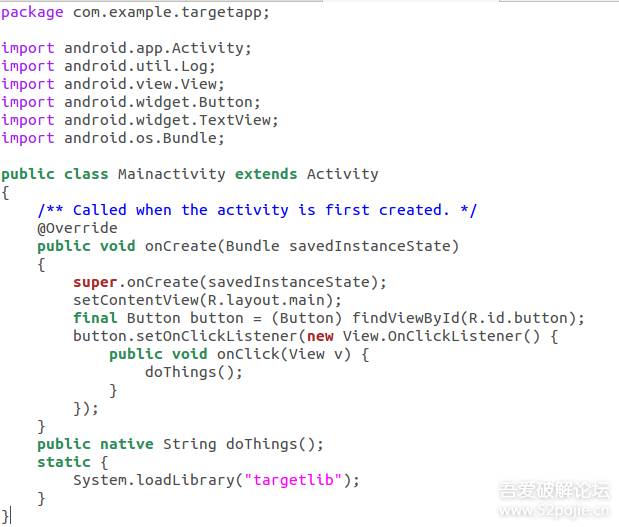 package com.example.targetapp;

import android.app.Activity;
import android.util.Log;
import android.view.View;
import android.widget.Button;
import android.widget.TextView;
import android.os.Bundle;

public class Mainactivity extends Activity
{
    /** Called when the activity is first created. */
    @Override
    public void onCreate(Bundle savedInstanceState)
    {
        super.onCreate(savedInstanceState);
        setContentView(R.layout.main);
        final Button button = (Button) findViewById(R.id.button);
        button.setOnClickListener(new View.OnClickListener() {
            public void onClick(View v) {
                doThings();
            }
        });
    }
    public native String doThings();
    static {
        System.loadLibrary("targetlib");
    }
}
吾爱破解论坛
www.52pojie.cn